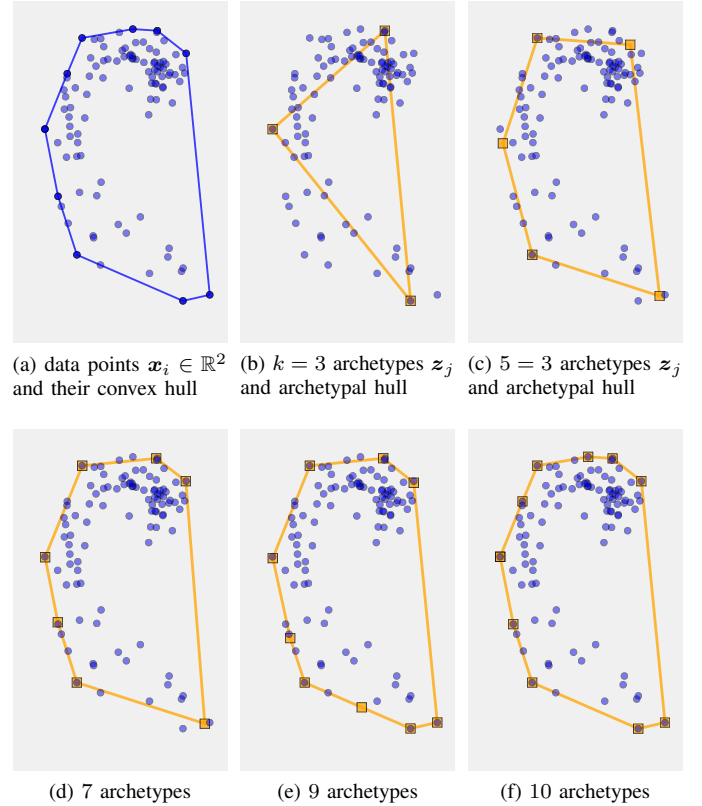 (a) data points 𝒙ᵢ ∈ ℝ²
and their convex hull
(b) k = 3 archetypes 𝒛ⱼ
and archetypal hull
(c) 5 = 3 archetypes 𝒛ⱼ
and archetypal hull
(d) 7 archetypes
(e) 9 archetypes
(f) 10 archetypes